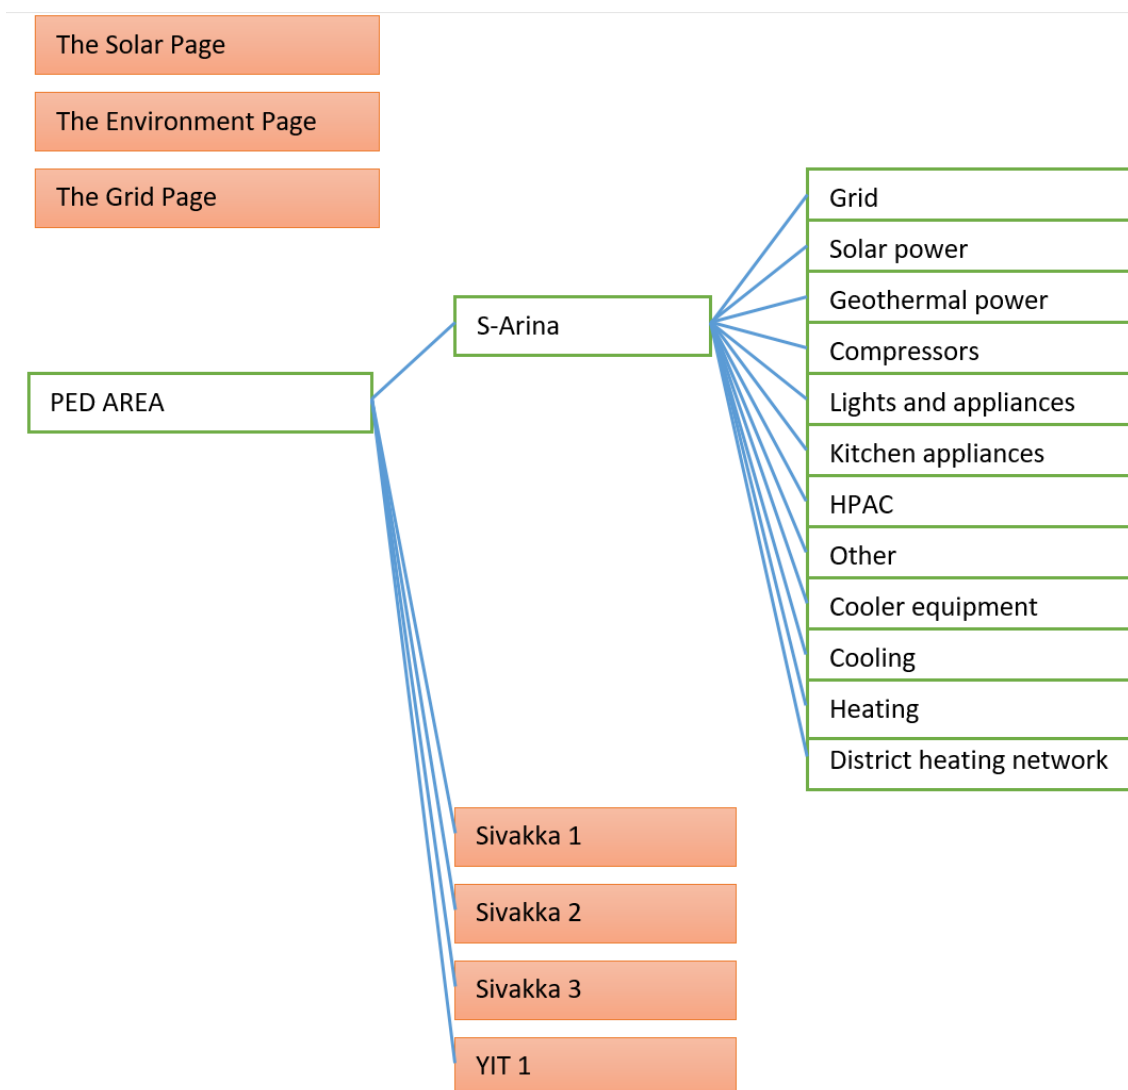 The Solar Page
The Environment Page
The Grid Page
PED AREA
S-Arina
Grid
Solar power
Geothermal power
Compressors
Lights and appliances
Kitchen appliances
HPAC
Other
Cooler equipment
Cooling
Heating
District heating network
Sivakka 1
Sivakka 2
Sivakka 3
YIT 1